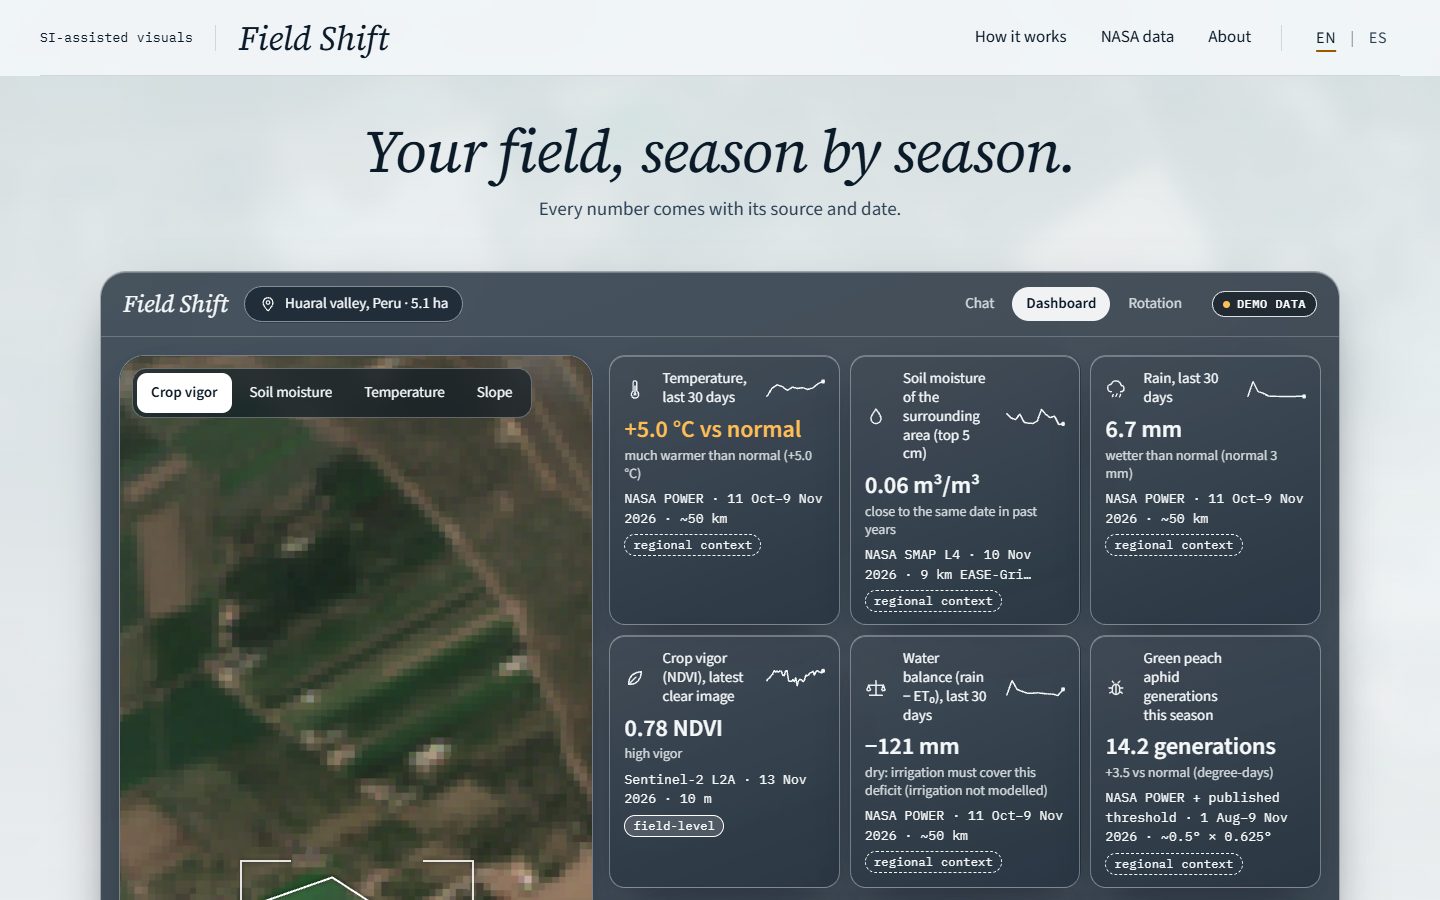 SI-assisted visuals
Field Shift
How it works
NASA data
About
EN | ES
Your field, season by season.
Every number comes with its source and date.
Field Shift
Huaral valley, Peru · 5.1 ha
Chat
Dashboard
Rotation
DEMO DATA
Crop vigor
Soil moisture
Temperature
Slope
Temperature,
last 30 days
+5.0 °C vs normal
much warmer than normal (+5.0
°C)
NASA POWER · 11 Oct–9 Nov
2026 · ~50 km
regional context
Soil moisture
of the
surrounding
area (top 5
cm)
0.06 m³/m³
close to the same date in past
years
NASA SMAP L4 · 10 Nov
2026 · 9 km EASE-Gri…
regional context
Rain, last 30
days
6.7 mm
wetter than normal (normal 3
mm)
NASA POWER · 11 Oct–9 Nov
2026 · ~50 km
regional context
Crop vigor
(NDVI), latest
clear image
0.78 NDVI
high vigor
Sentinel-2 L2A · 13 Nov
2026 · 10 m
field-level
Water
balance (rain
− ET₀), last 30
days
−121 mm
dry: irrigation must cover this
deficit (irrigation not modelled)
NASA POWER · 11 Oct–9 Nov
2026 · ~50 km
regional context
Green peach
aphid
generations
this season
14.2 generations
+3.5 vs normal (degree-days)
NASA POWER + published
threshold · 1 Aug–9 Nov
2026 · ~0.5° × 0.625°
regional context